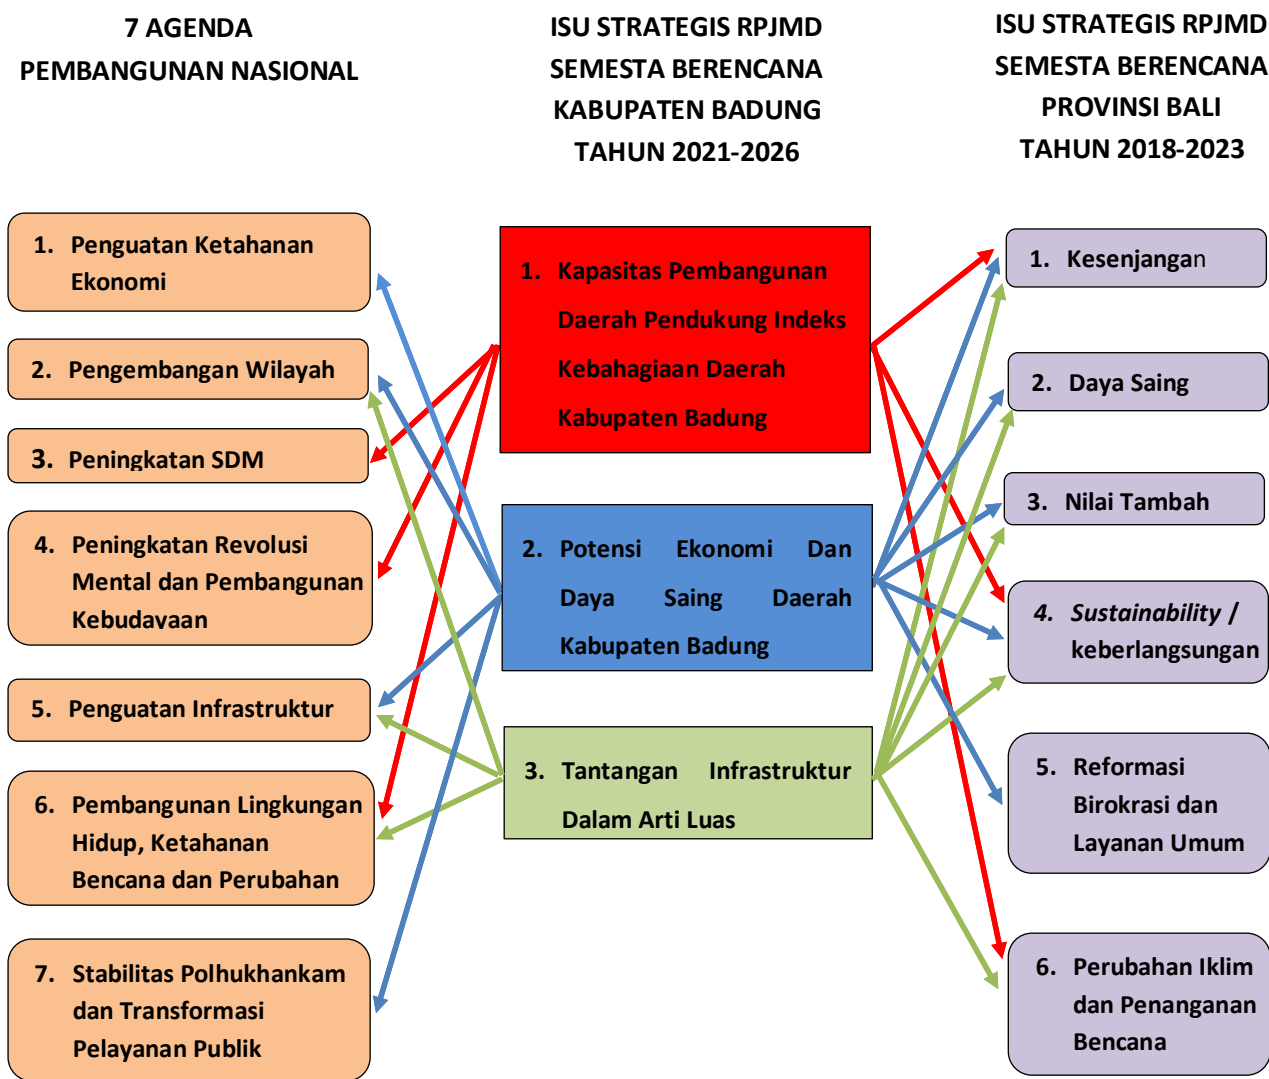 7 AGENDA
PEMBANGUNAN NASIONAL
ISU STRATEGIS RPJMD
SEMESTA BERENCANA
KABUPATEN BADUNG
TAHUN 2021-2026
ISU STRATEGIS RPJMD
SEMESTA BERENCANA
PROVINSI BALI
TAHUN 2018-2023
1. Penguatan Ketahanan
Ekonomi
2. Pengembangan Wilayah
3. Peningkatan SDM
4. Peningkatan Revolusi
Mental dan Pembangunan
Kebudayaan
5. Penguatan Infrastruktur
6. Pembangunan Lingkungan
Hidup, Ketahanan
Bencana dan Perubahan
7. Stabilitas Polhukhankam
dan Transformasi
Pelayanan Publik
1. Kapasitas Pembangunan
Daerah Pendukung Indeks
Kebahagiaan Daerah
Kabupaten Badung
2. Potensi Ekonomi Dan
Daya Saing Daerah
Kabupaten Badung
3. Tantangan Infrastruktur
Dalam Arti Luas
1. Kesenjangan
2. Daya Saing
3. Nilai Tambah
4. Sustainability /
keberlangsungan
5. Reformasi
Birokrasi dan
Layanan Umum
6. Perubahan Iklim
dan Penanganan
Bencana